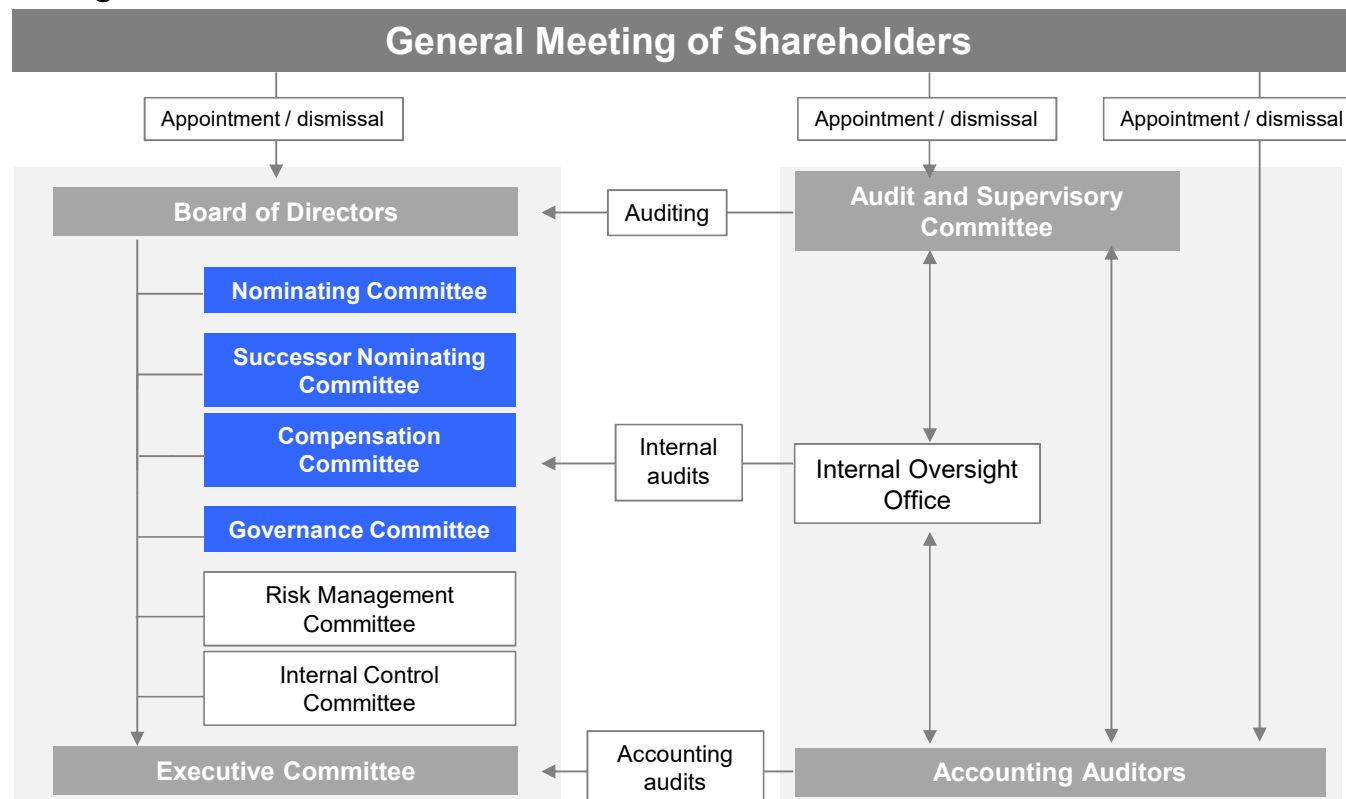 General Meeting of Shareholders
Appointment / dismissal
Appointment / dismissal
Appointment / dismissal
Board of Directors
Auditing
Audit and Supervisory
Committee
Nominating Committee
Successor Nominating
Committee
Compensation
Committee
Internal
audits
Internal Oversight
Office
Governance Committee
Risk Management
Committee
Internal Control
Committee
Executive Committee
Accounting
audits
Accounting Auditors